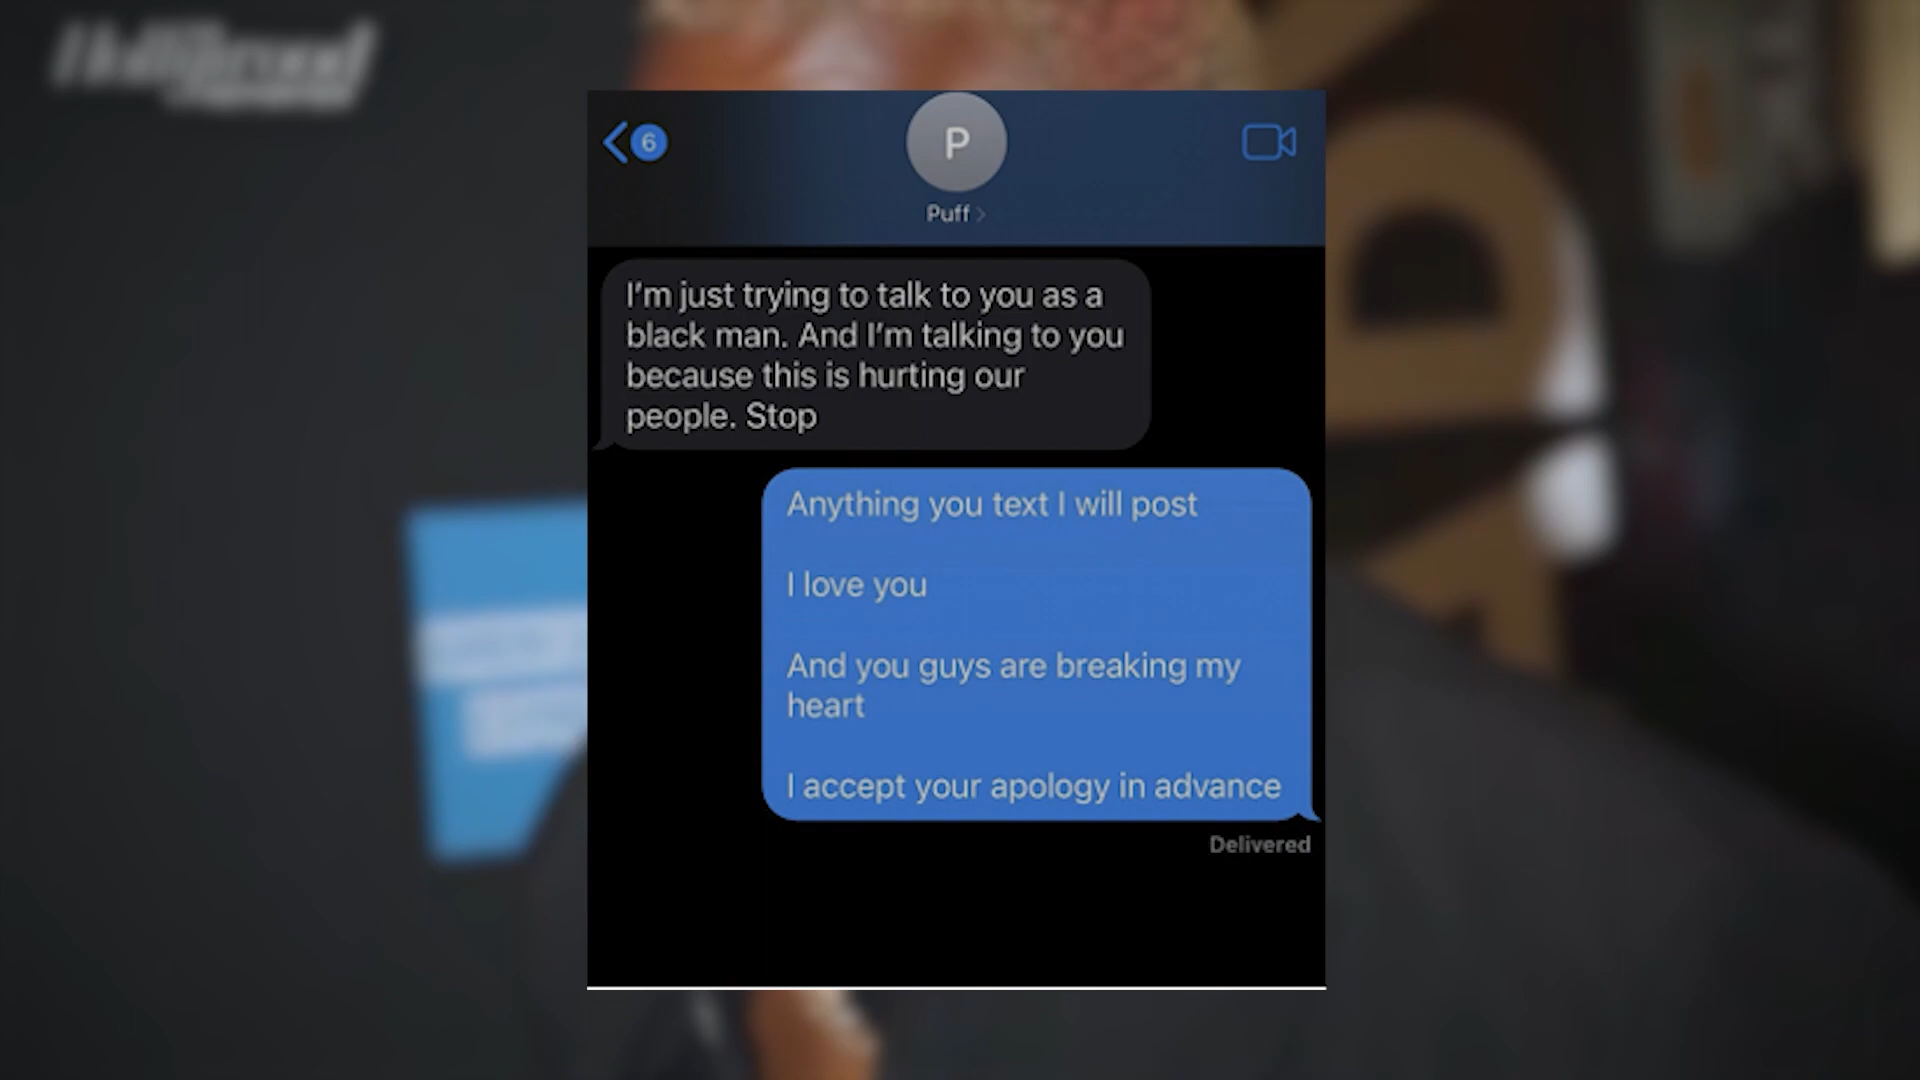 Hollywood
6
P
Puff >
I'm just trying to talk to you as a
black man. And I'm talking to you
because this is hurting our
people. Stop
Anything you text I will post
I love you
And you guys are breaking my
heart
I accept your apology in advance
Delivered